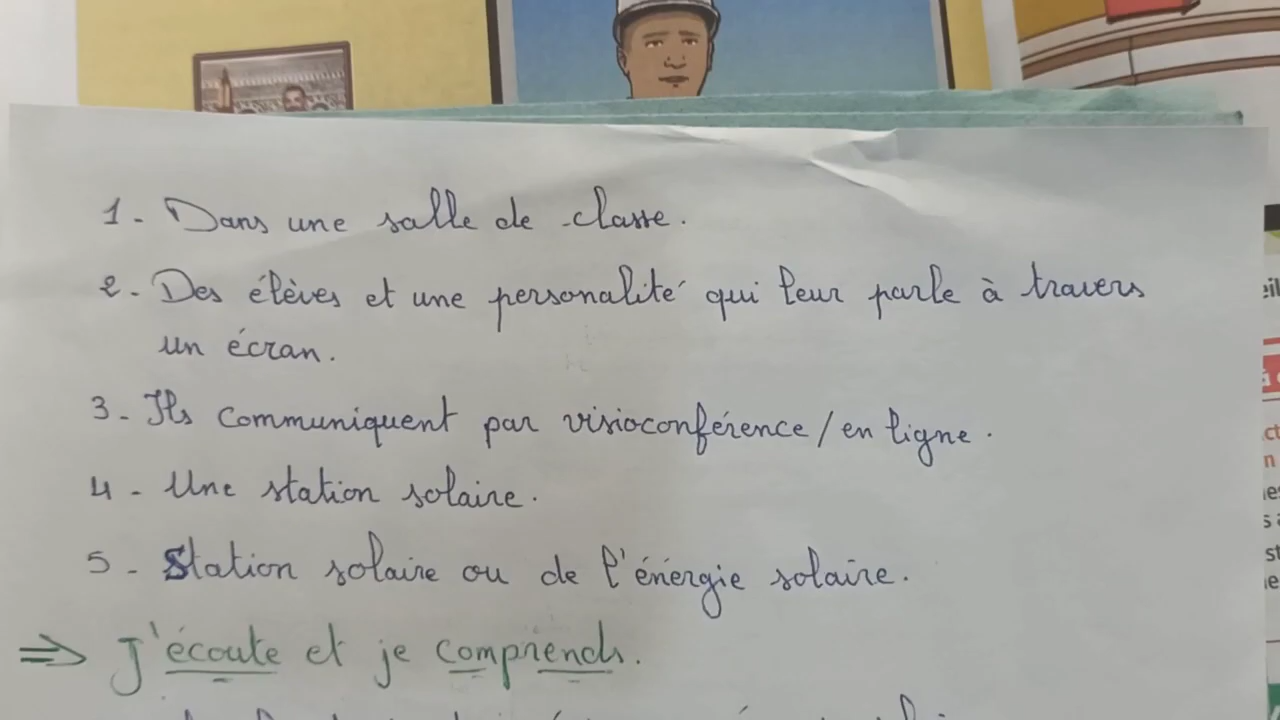 1 - Dans une salle de classe.
2 - Des élèves et une personalité qui leur parle à travers
un écran.
3 - Ils communiquent par visioconférence / en ligne.
4 - Une station solaire.
5 - Station solaire ou de l'énérgie solaire.
⇒ J'écoute et je comprends.